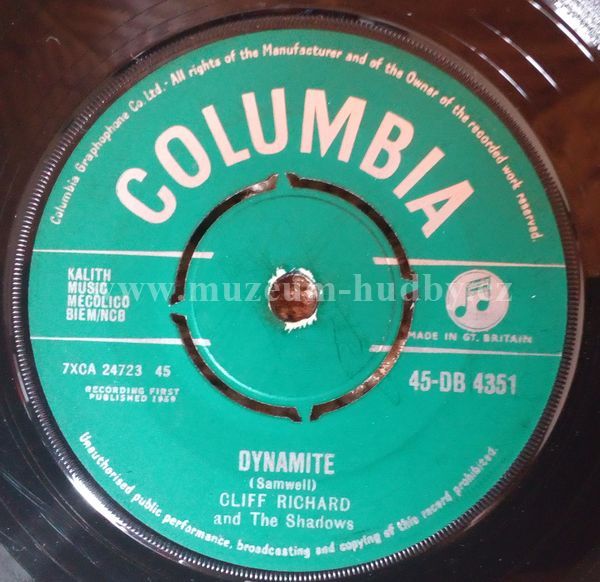 Columbia Graphophone Co. Ltd. - All rights of the Manufacturer and of the Owner of the recorded work reserved.
COLUMBIA
KALITH
MUSIC
MECOLICO
BIEM/NCB
www.muzeum-hudby.cz
MADE IN GT. BRITAIN
7XCA 24723 45
45-DB 4351
RECORDING FIRST
PUBLISHED 1959
DYNAMITE
(Samwell)
CLIFF RICHARD
and The Shadows
Unauthorised public performance, broadcasting and copying of this record prohibited.